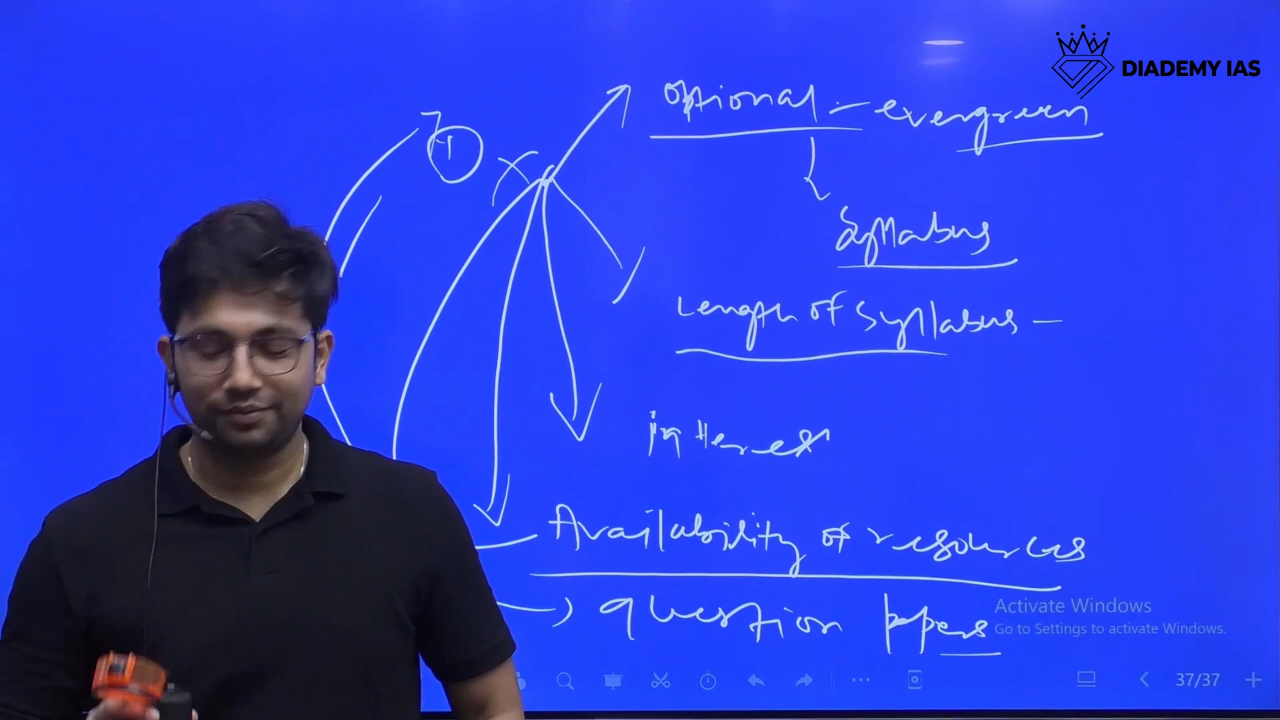 DIADEMY IAS
optional - evergreen
Syllabus
Length of Syllabus -
interest
Availability of resources
question papers
Activate Windows
Go to Settings to activate Windows.
37/37